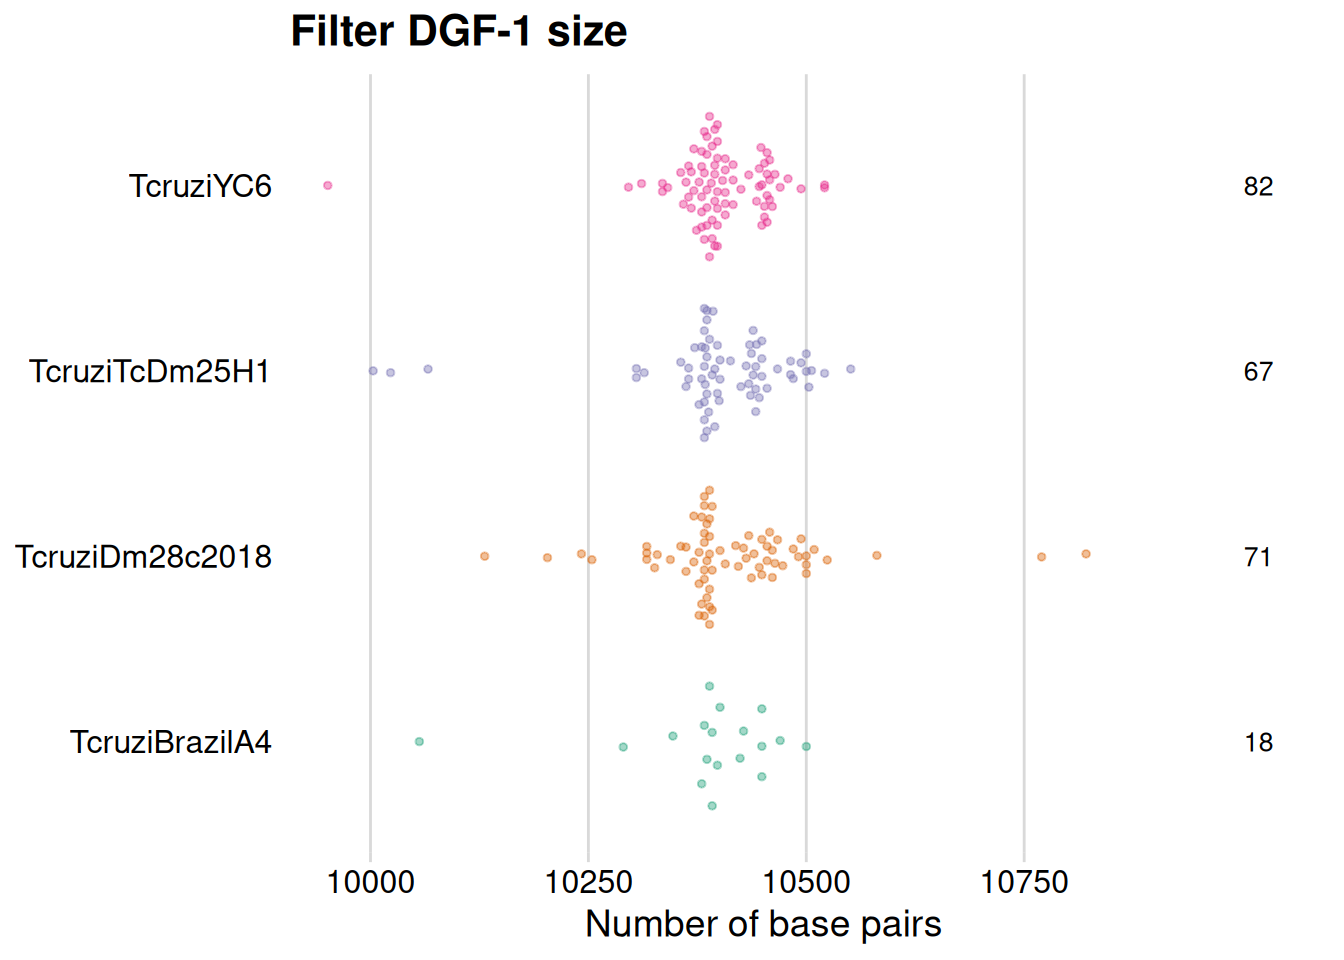 Filter DGF-1 size
TcruziYC6 82
TcruziTcDm25H1 67
TcruziDm28c2018 71
TcruziBrazilA4 18
10000 10250 10500 10750
Number of base pairs